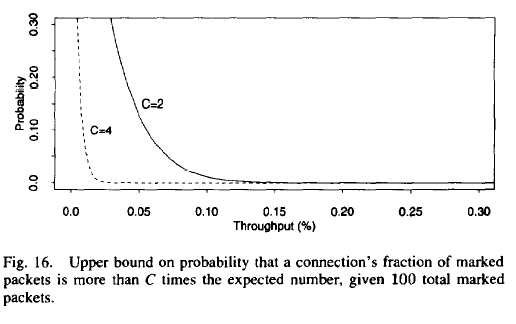 0.30
0.20
0.10
0.0
Probability
C=2
C=4
0.0 0.05 0.10 0.15 0.20 0.25 0.30
Throughput (%)
Fig. 16. Upper bound on probability that a connection's fraction of marked
packets is more than C times the expected number, given 100 total marked
packets.